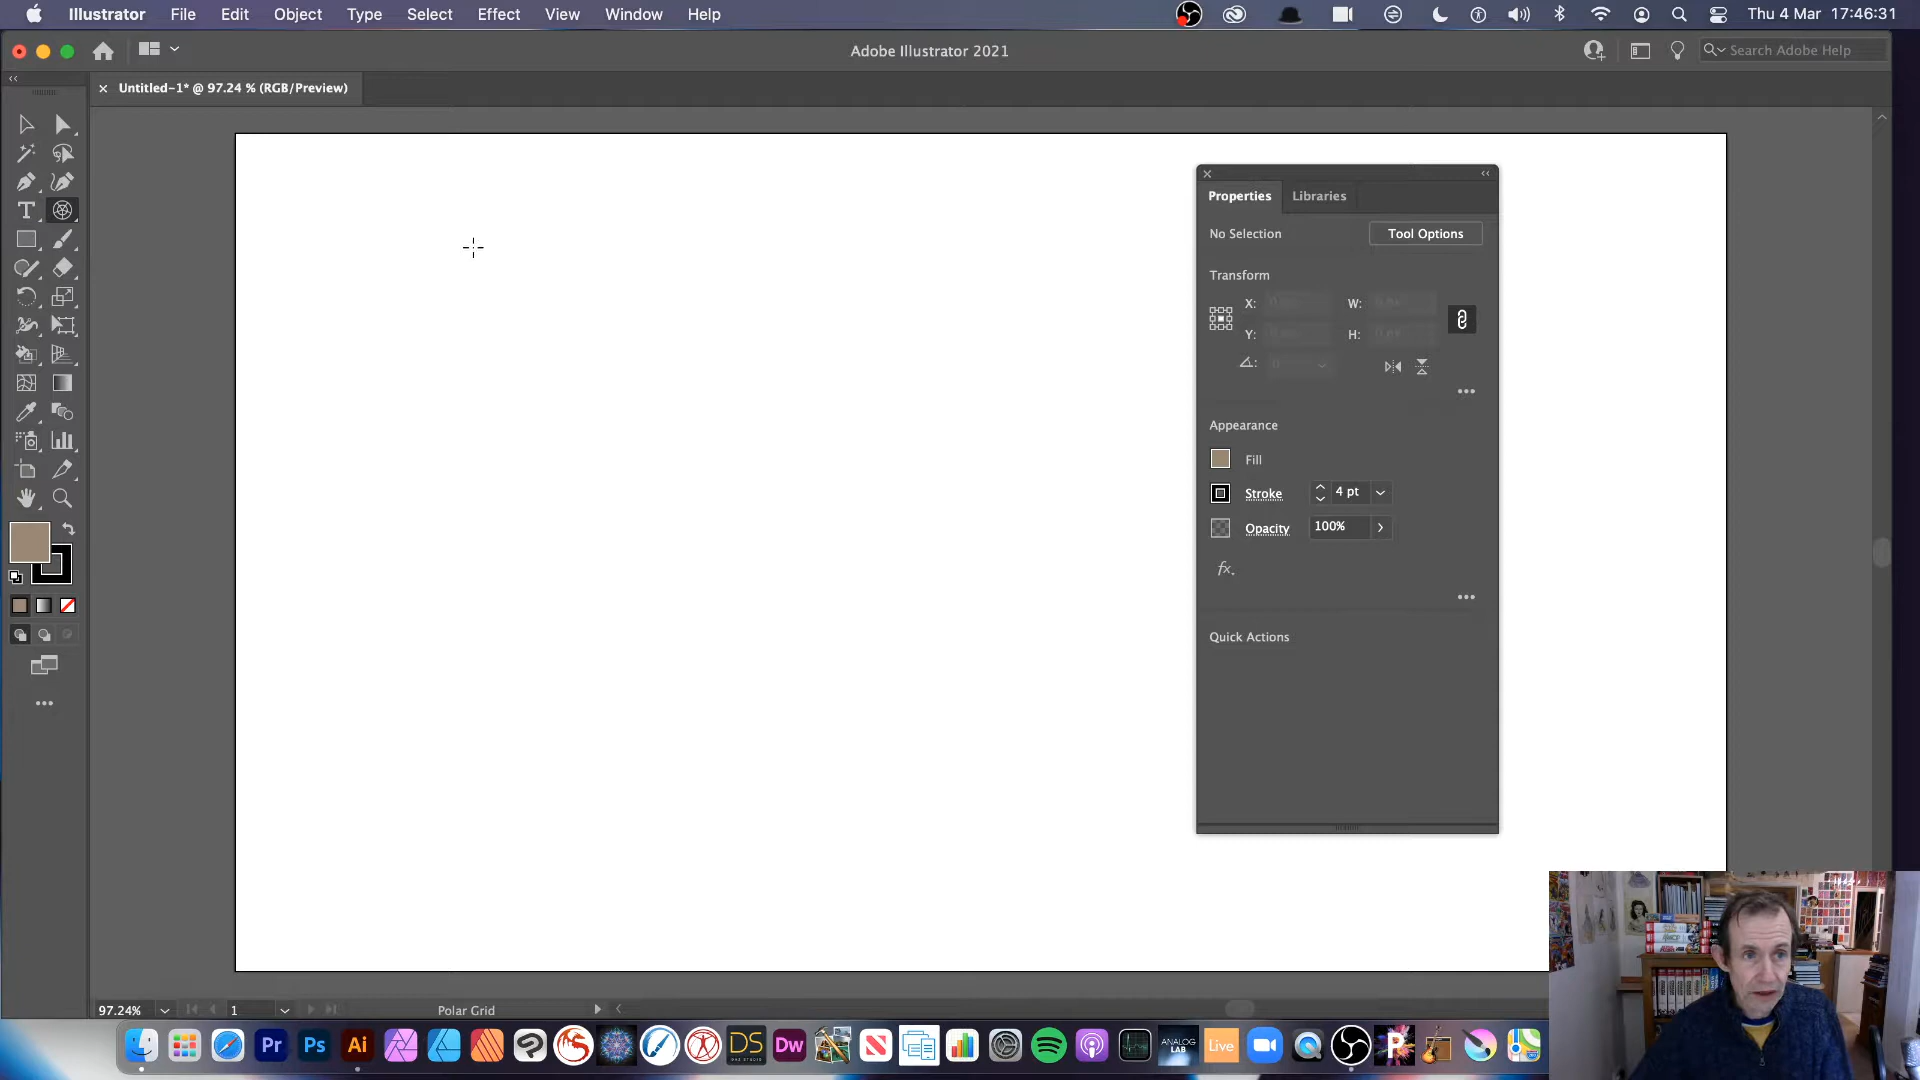 Illustrator File Edit Object Type Select Effect View Window Help Thu 4 Mar 17:46:31
Adobe Illustrator 2021
Search Adobe Help
× Untitled-1* @ 97.24 % (RGB/Preview)
Properties Libraries
No Selection Tool Options
Transform
X: W:
Y: H:
Appearance
Fill
Stroke 4 pt
Opacity 100%
fx
Quick Actions
97.24% 1 Polar Grid
Pr Ps Ai DS Dw ANALOG LAB Live P